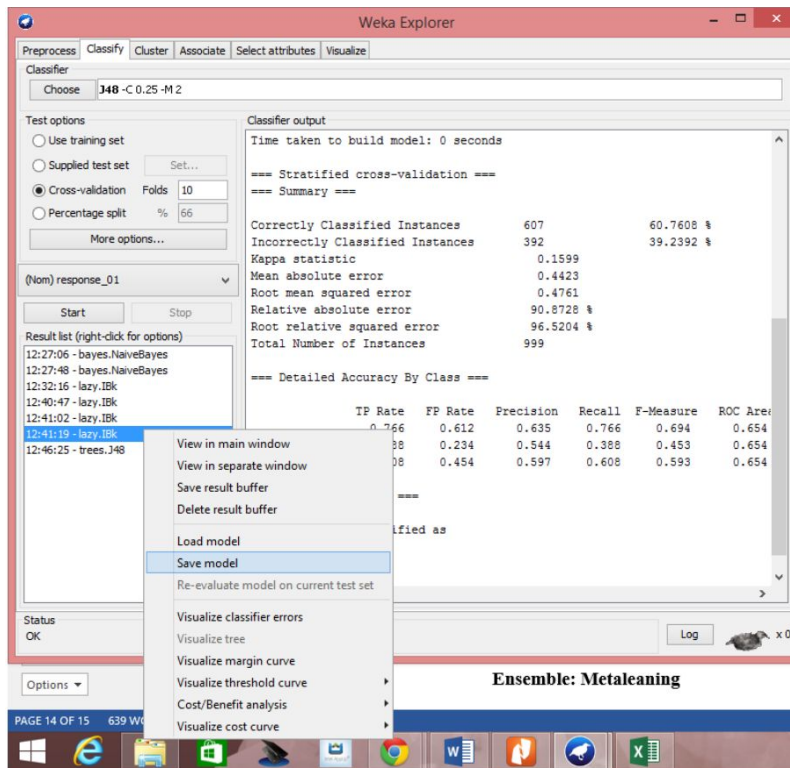 Weka Explorer
Preprocess Classify Cluster Associate Select attributes Visualize
Classifier
Choose J48 -C 0.25 -M 2
Test options
Use training set
Supplied test set Set...
Cross-validation Folds 10
Percentage split % 66
More options...
(Nom) response_01
Start Stop
Result list (right-click for options)
12:27:06 - bayes.NaiveBayes
12:27:48 - bayes.NaiveBayes
12:32:16 - lazy.IBk
12:40:47 - lazy.IBk
12:41:02 - lazy.IBk
12:41:19 - lazy.IBk
12:46:25 - trees.J48
Classifier output
Time taken to build model: 0 seconds
=== Stratified cross-validation ===
=== Summary ===
Correctly Classified Instances 607 60.7608 %
Incorrectly Classified Instances 392 39.2392 %
Kappa statistic 0.1599
Mean absolute error 0.4423
Root mean squared error 0.4761
Relative absolute error 90.8728 %
Root relative squared error 96.5204 %
Total Number of Instances 999
=== Detailed Accuracy By Class ===
TP Rate FP Rate Precision Recall F-Measure ROC Area
0.766 0.612 0.635 0.766 0.694 0.654
88 0.234 0.544 0.388 0.453 0.654
08 0.454 0.597 0.608 0.593 0.654
===
ified as
View in main window
View in separate window
Save result buffer
Delete result buffer
Load model
Save model
Re-evaluate model on current test set
Visualize classifier errors
Visualize tree
Visualize margin curve
Visualize threshold curve
Cost/Benefit analysis
Visualize cost curve
Status
OK
Log x 0
Options
Ensemble: Metaleaning
PAGE 14 OF 15 639 WO